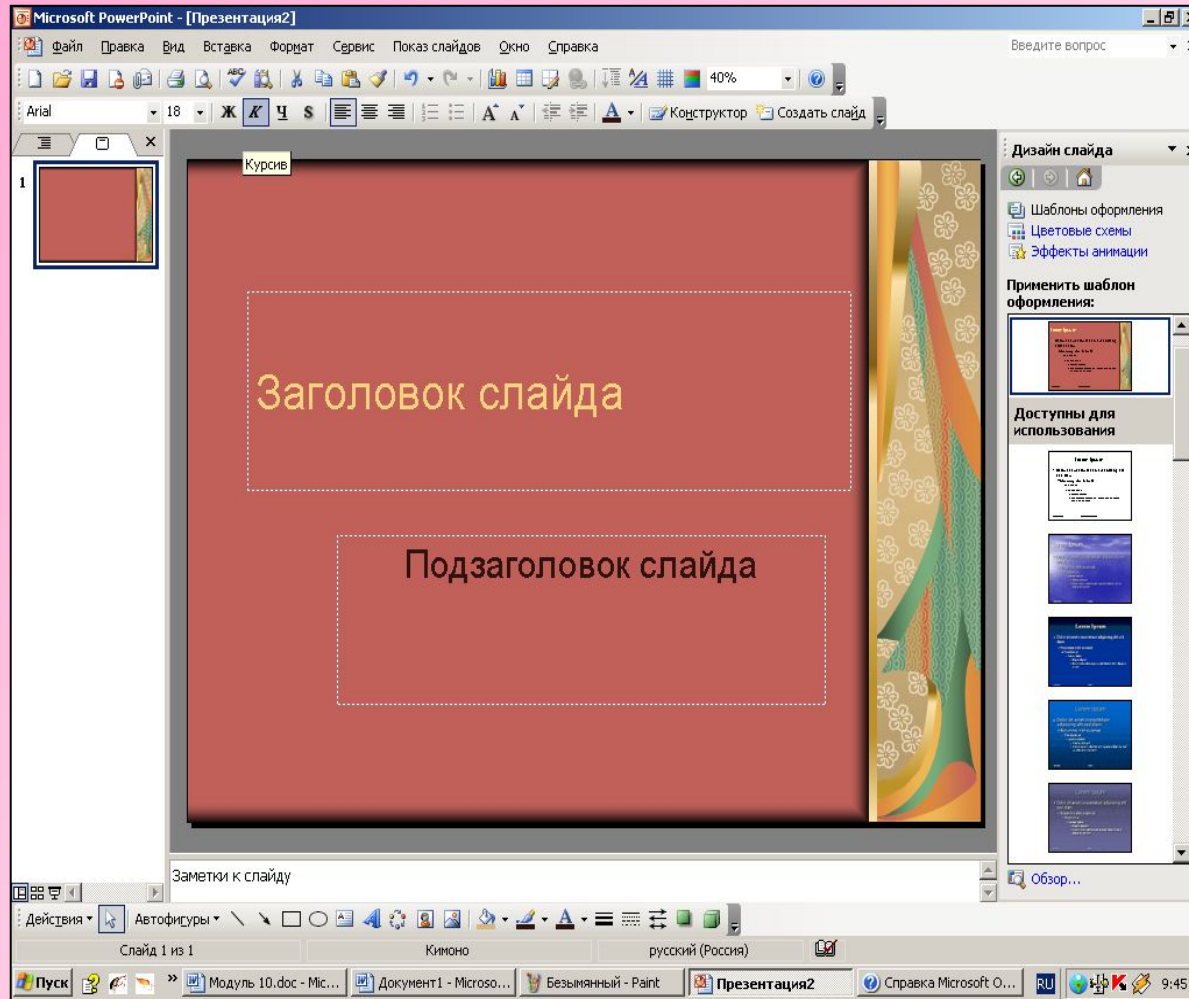 Microsoft PowerPoint - [Презентация2]
Файл Правка Вид Вставка Формат Сервис Показ слайдов Окно Справка
Введите вопрос
40%
Arial 18 Ж К Ч S Конструктор Создать слайд
Курсив
1
Заголовок слайда
Подзаголовок слайда
Заметки к слайду
Дизайн слайда
Шаблоны оформления
Цветовые схемы
Эффекты анимации
Применить шаблон
оформления:
Доступны для
использования
Обзор...
Действия Автофигуры
Слайд 1 из 1 Кимоно русский (Россия)
Пуск » Модуль 10.doc - Mic... Документ1 - Microso... Безымянный - Paint Презентация2 Справка Microsoft O... RU 9:45